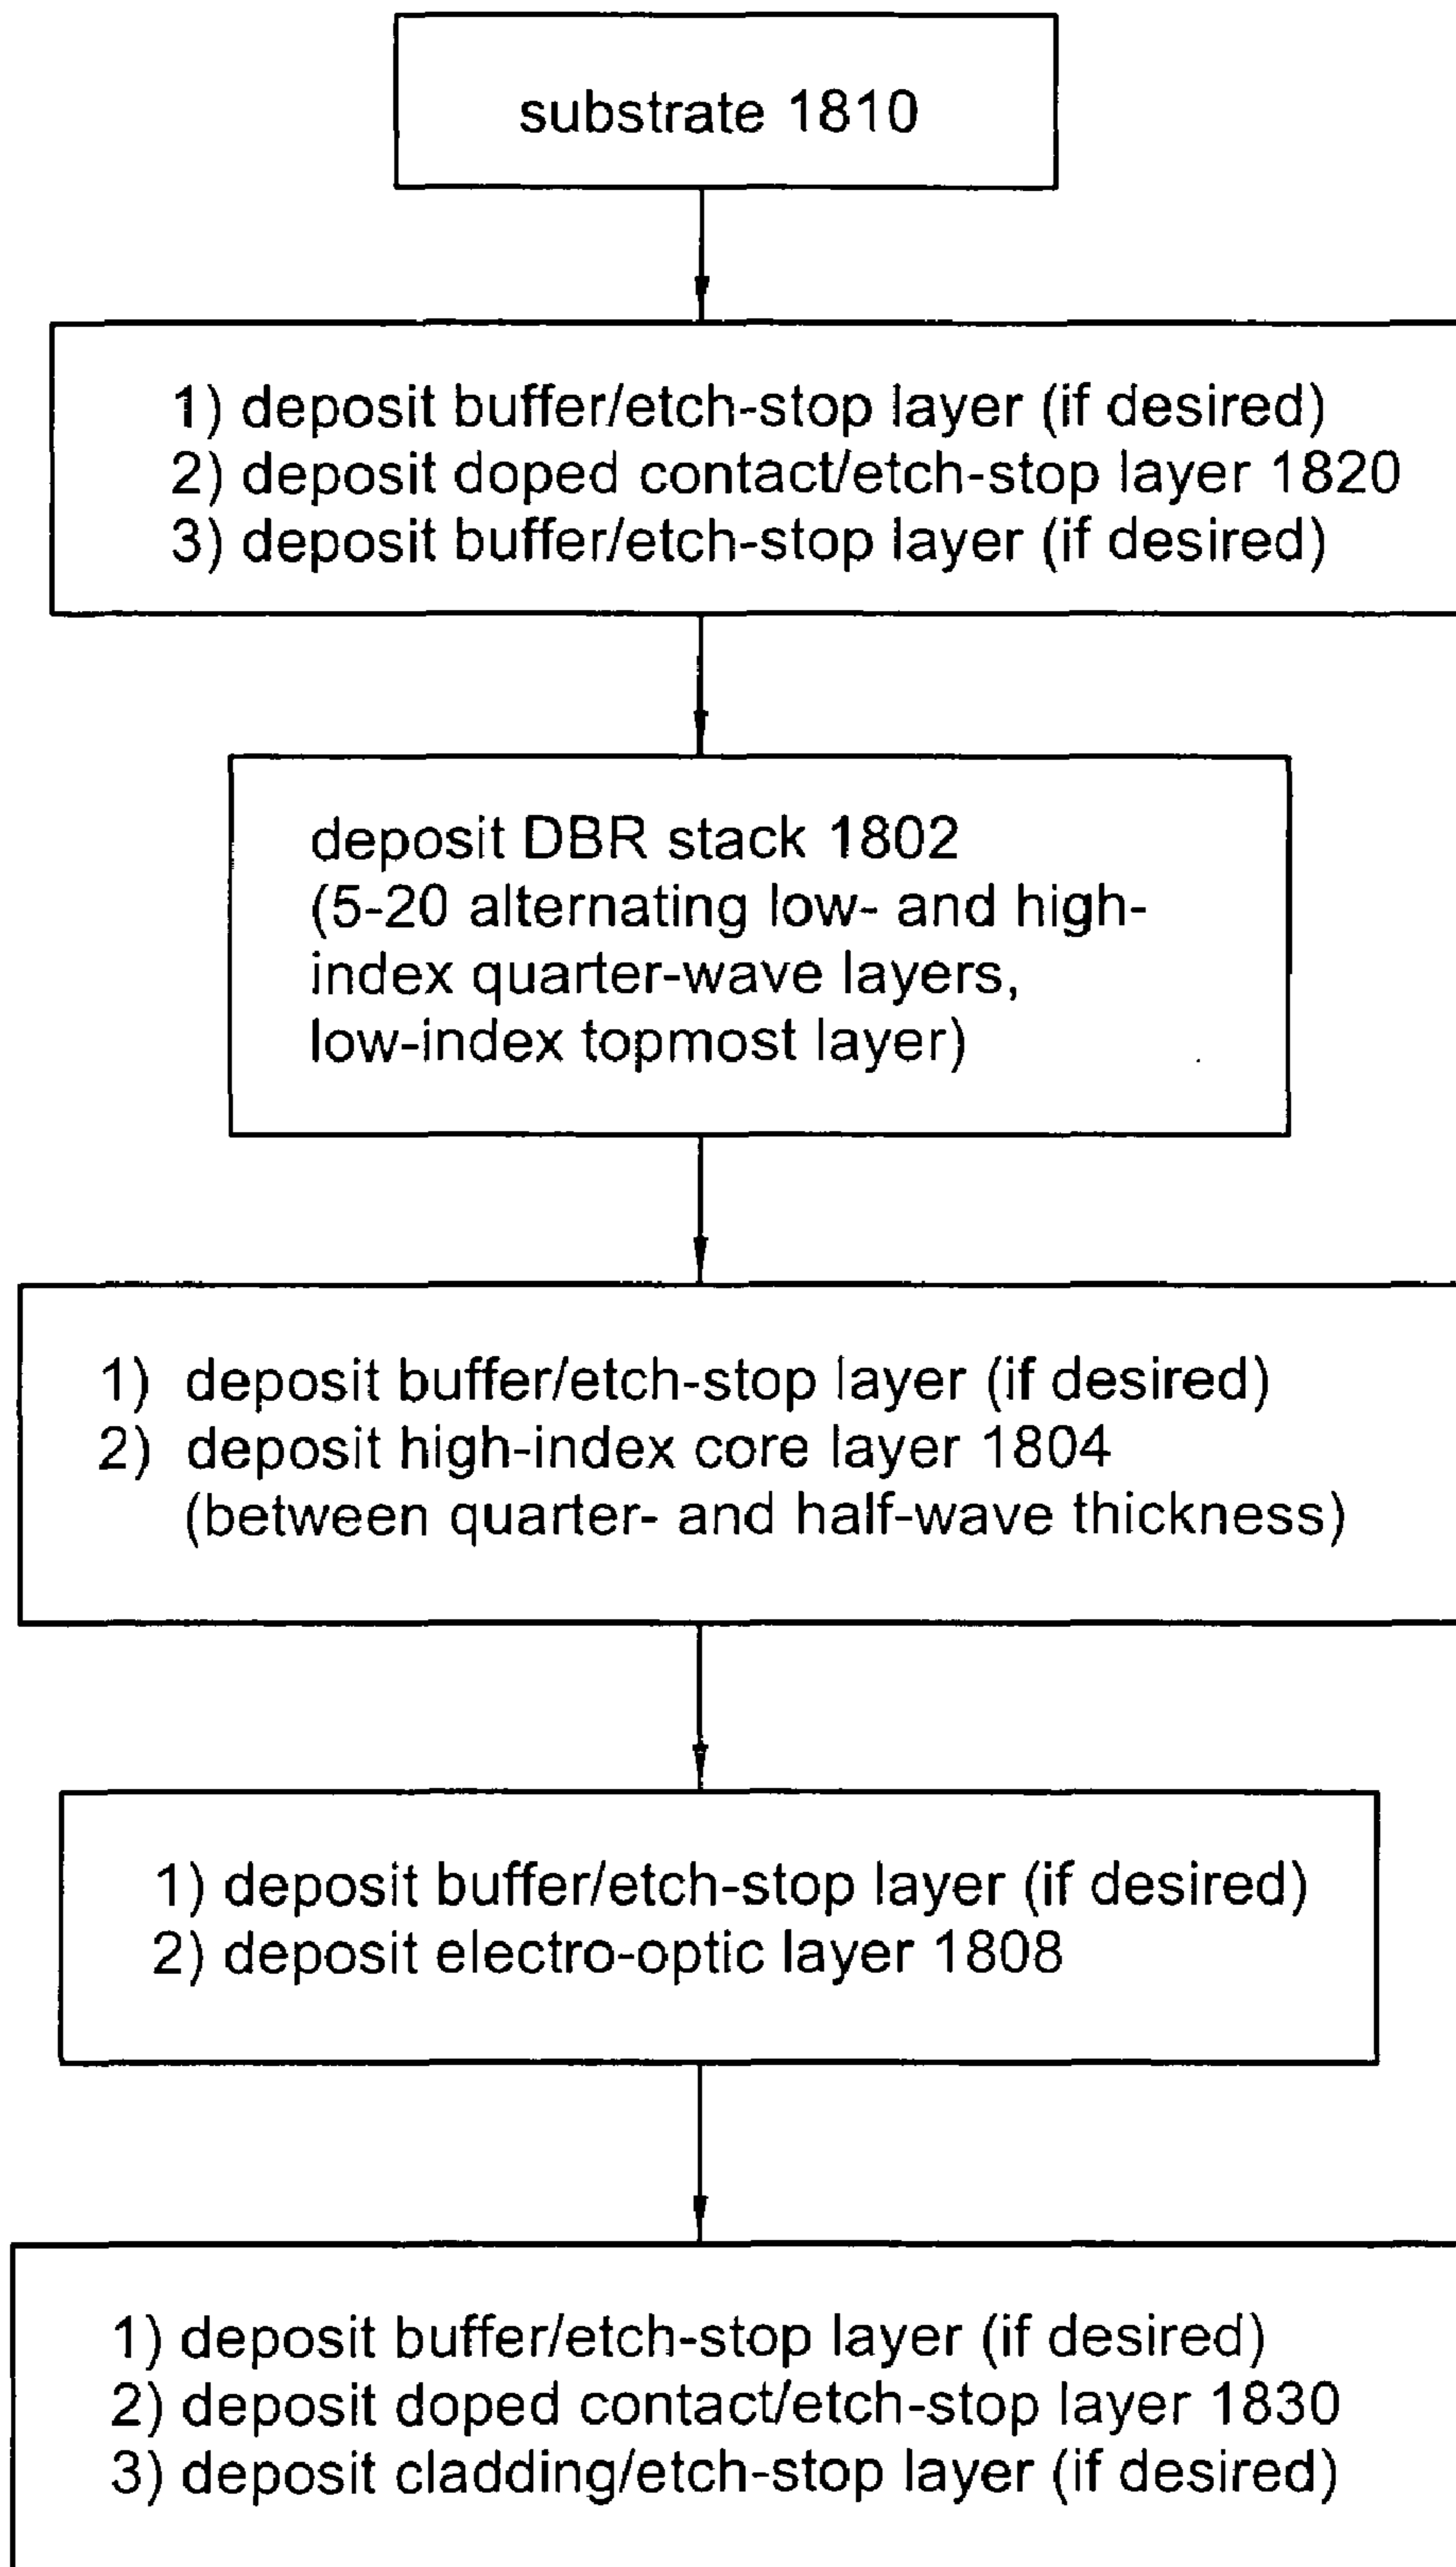 substrate 1810
1) deposit buffer/etch-stop layer (if desired)
2) deposit doped contact/etch-stop layer 1820
3) deposit buffer/etch-stop layer (if desired)
deposit DBR stack 1802
(5-20 alternating low- and high-
index quarter-wave layers,
low-index topmost layer)
1) deposit buffer/etch-stop layer (if desired)
2) deposit high-index core layer 1804
(between quarter- and half-wave thickness)
1) deposit buffer/etch-stop layer (if desired)
2) deposit electro-optic layer 1808
1) deposit buffer/etch-stop layer (if desired)
2) deposit doped contact/etch-stop layer 1830
3) deposit cladding/etch-stop layer (if desired)